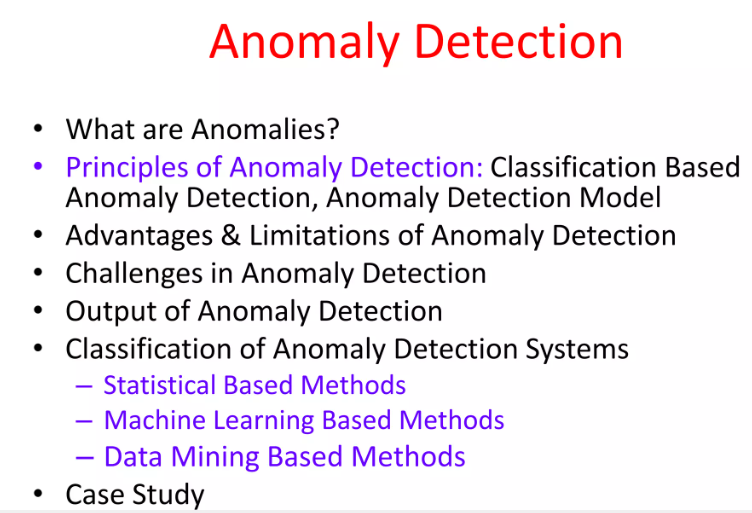 Anomaly Detection
• What are Anomalies?
• Principles of Anomaly Detection: Classification Based
Anomaly Detection, Anomaly Detection Model
• Advantages & Limitations of Anomaly Detection
• Challenges in Anomaly Detection
• Output of Anomaly Detection
• Classification of Anomaly Detection Systems
– Statistical Based Methods
– Machine Learning Based Methods
– Data Mining Based Methods
• Case Study